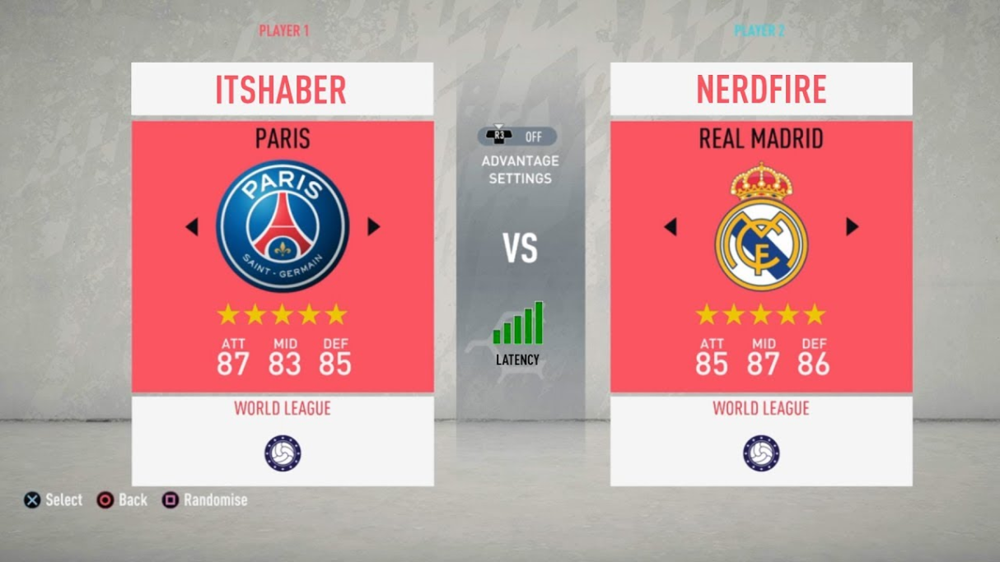 PLAYER 1
PLAYER 2
ITSHABER
NERDFIRE
PARIS
PARIS
SAINT - GERMAIN
ATT MID DEF
87 83 85
WORLD LEAGUE
R3 OFF
ADVANTAGE
SETTINGS
VS
LATENCY
REAL MADRID
ATT MID DEF
85 87 86
WORLD LEAGUE
Select Back Randomise